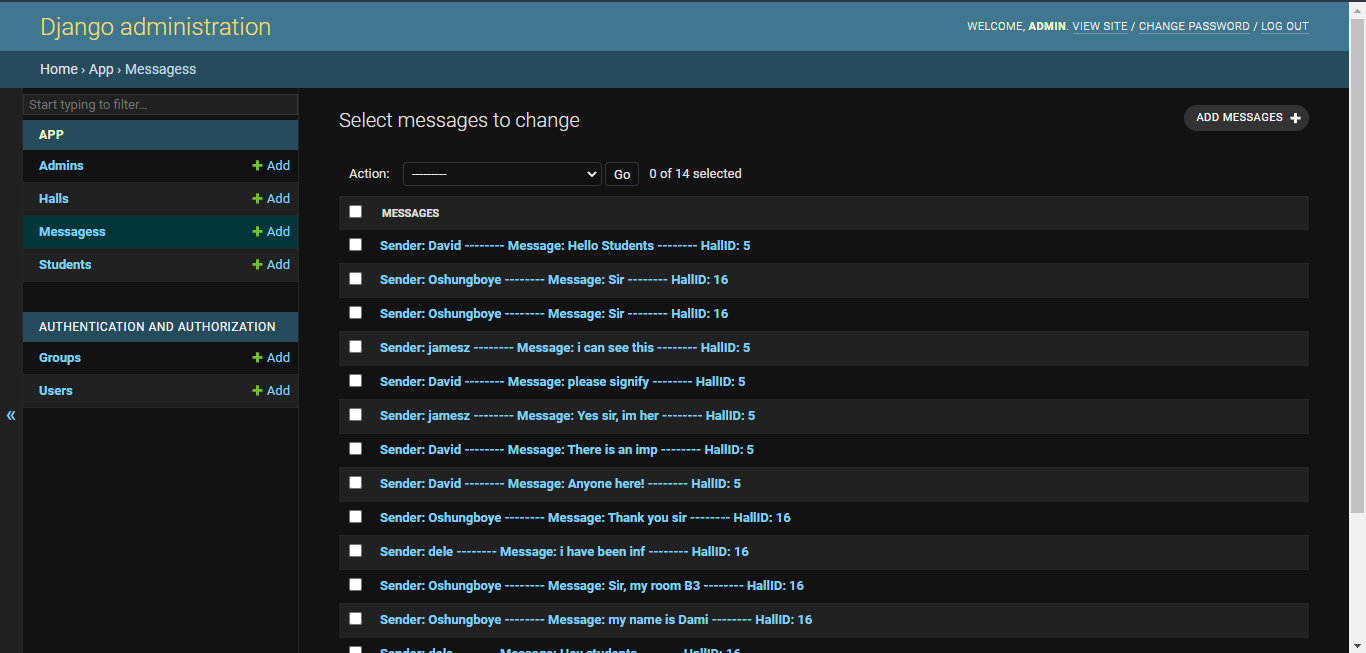 Django administration
WELCOME, ADMIN. VIEW SITE / CHANGE PASSWORD / LOG OUT
Home › App › Messagess
Start typing to filter...
APP
Admins + Add
Halls + Add
Messagess + Add
Students + Add
AUTHENTICATION AND AUTHORIZATION
Groups + Add
Users + Add
«
Select messages to change
ADD MESSAGES +
Action: --------- Go 0 of 14 selected
MESSAGES
Sender: David -------- Message: Hello Students -------- HallID: 5
Sender: Oshungboye -------- Message: Sir -------- HallID: 16
Sender: Oshungboye -------- Message: Sir -------- HallID: 16
Sender: jamesz -------- Message: i can see this -------- HallID: 5
Sender: David -------- Message: please signify -------- HallID: 5
Sender: jamesz -------- Message: Yes sir, im her -------- HallID: 5
Sender: David -------- Message: There is an imp -------- HallID: 5
Sender: David -------- Message: Anyone here! -------- HallID: 5
Sender: Oshungboye -------- Message: Thank you sir -------- HallID: 16
Sender: dele -------- Message: i have been inf -------- HallID: 16
Sender: Oshungboye -------- Message: Sir, my room B3 -------- HallID: 16
Sender: Oshungboye -------- Message: my name is Dami -------- HallID: 16
Sender: dele -------- Message: Hey students -------- HallID: 16